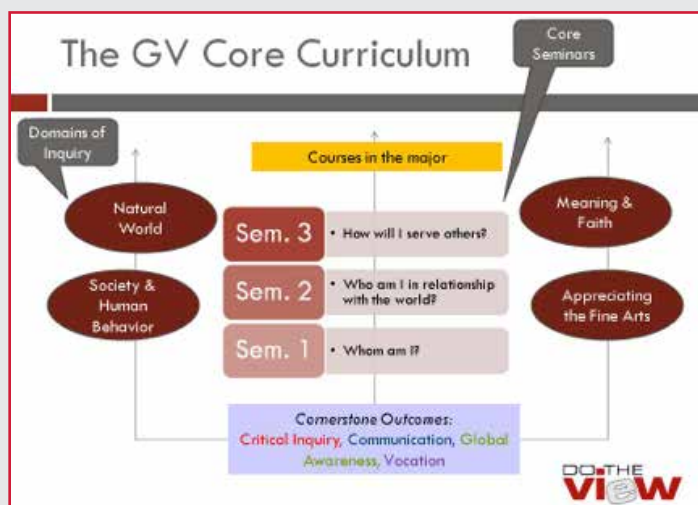 The GV Core Curriculum
Core
Seminars
Domains of
Inquiry
Courses in the major
Natural
World
Society &
Human
Behavior
Sem. 3
• How will I serve others?
Sem. 2
• Who am I in relationship
with the world?
Sem. 1
• Whom am I?
Meaning &
Faith
Appreciating
the Fine Arts
Cornerstone Outcomes:
Critical Inquiry, Communication, Global
Awareness, Vocation
DO THE
View